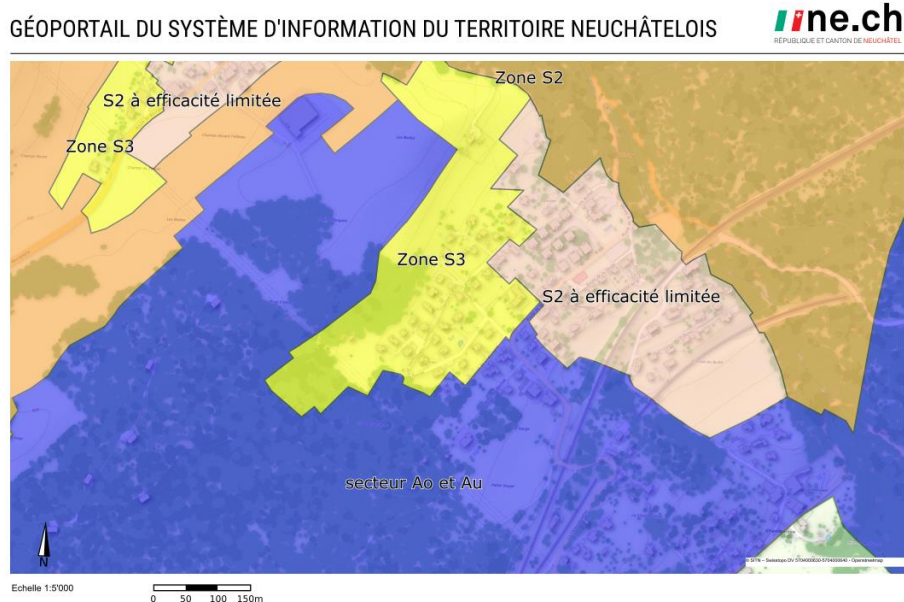 GÉOPORTAIL DU SYSTÈME D'INFORMATION DU TERRITOIRE NEUCHÂTELOIS
ne.ch
RÉPUBLIQUE ET CANTON DE NEUCHÂTEL
Zone S2
S2 à efficacité limitée
Zone S3
Zone S3
S2 à efficacité limitée
secteur Ao et Au
N
Echelle 1:5'000
0 50 100 150m